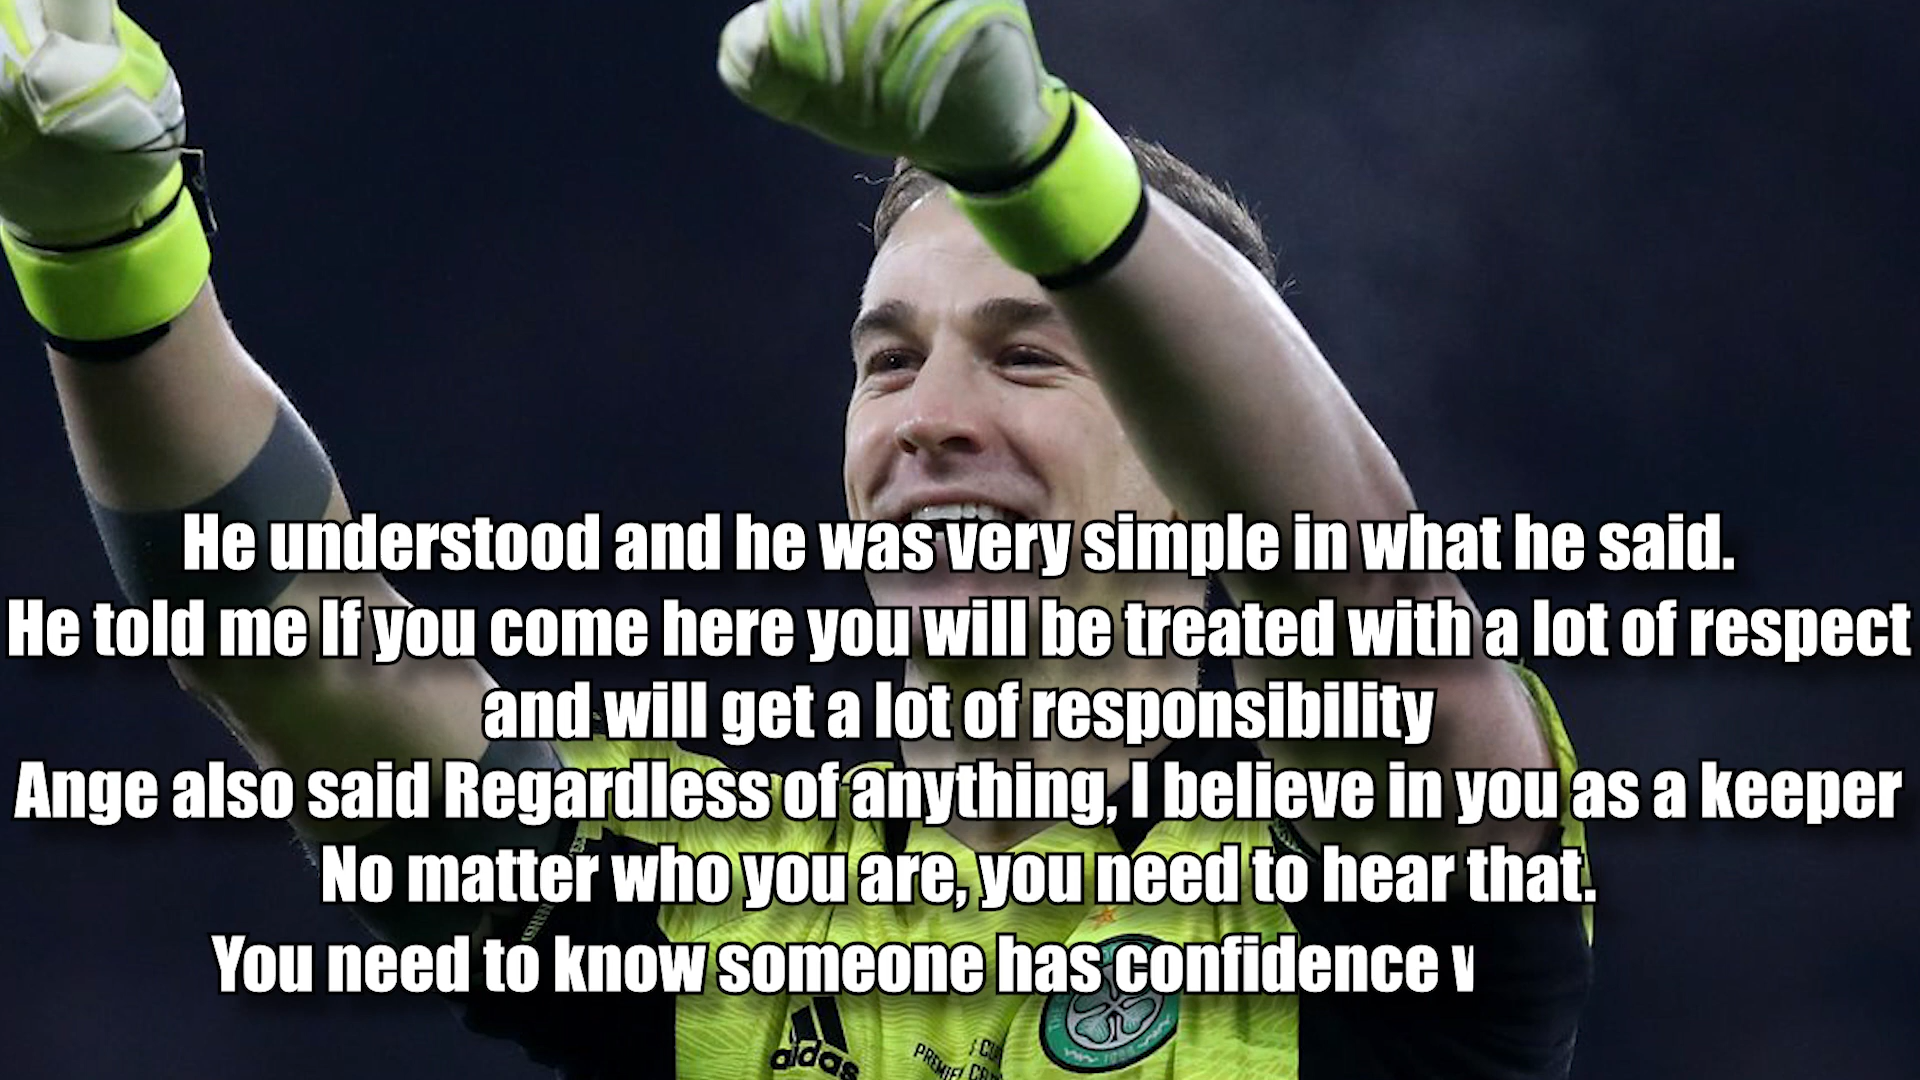 He understood and he was very simple in what he said.
He told me If you come here you will be treated with a lot of respect
and will get a lot of responsibility
Ange also said Regardless of anything, I believe in you as a keeper
No matter who you are, you need to hear that.
You need to know someone has confidence
adidas
PREMIER
1888